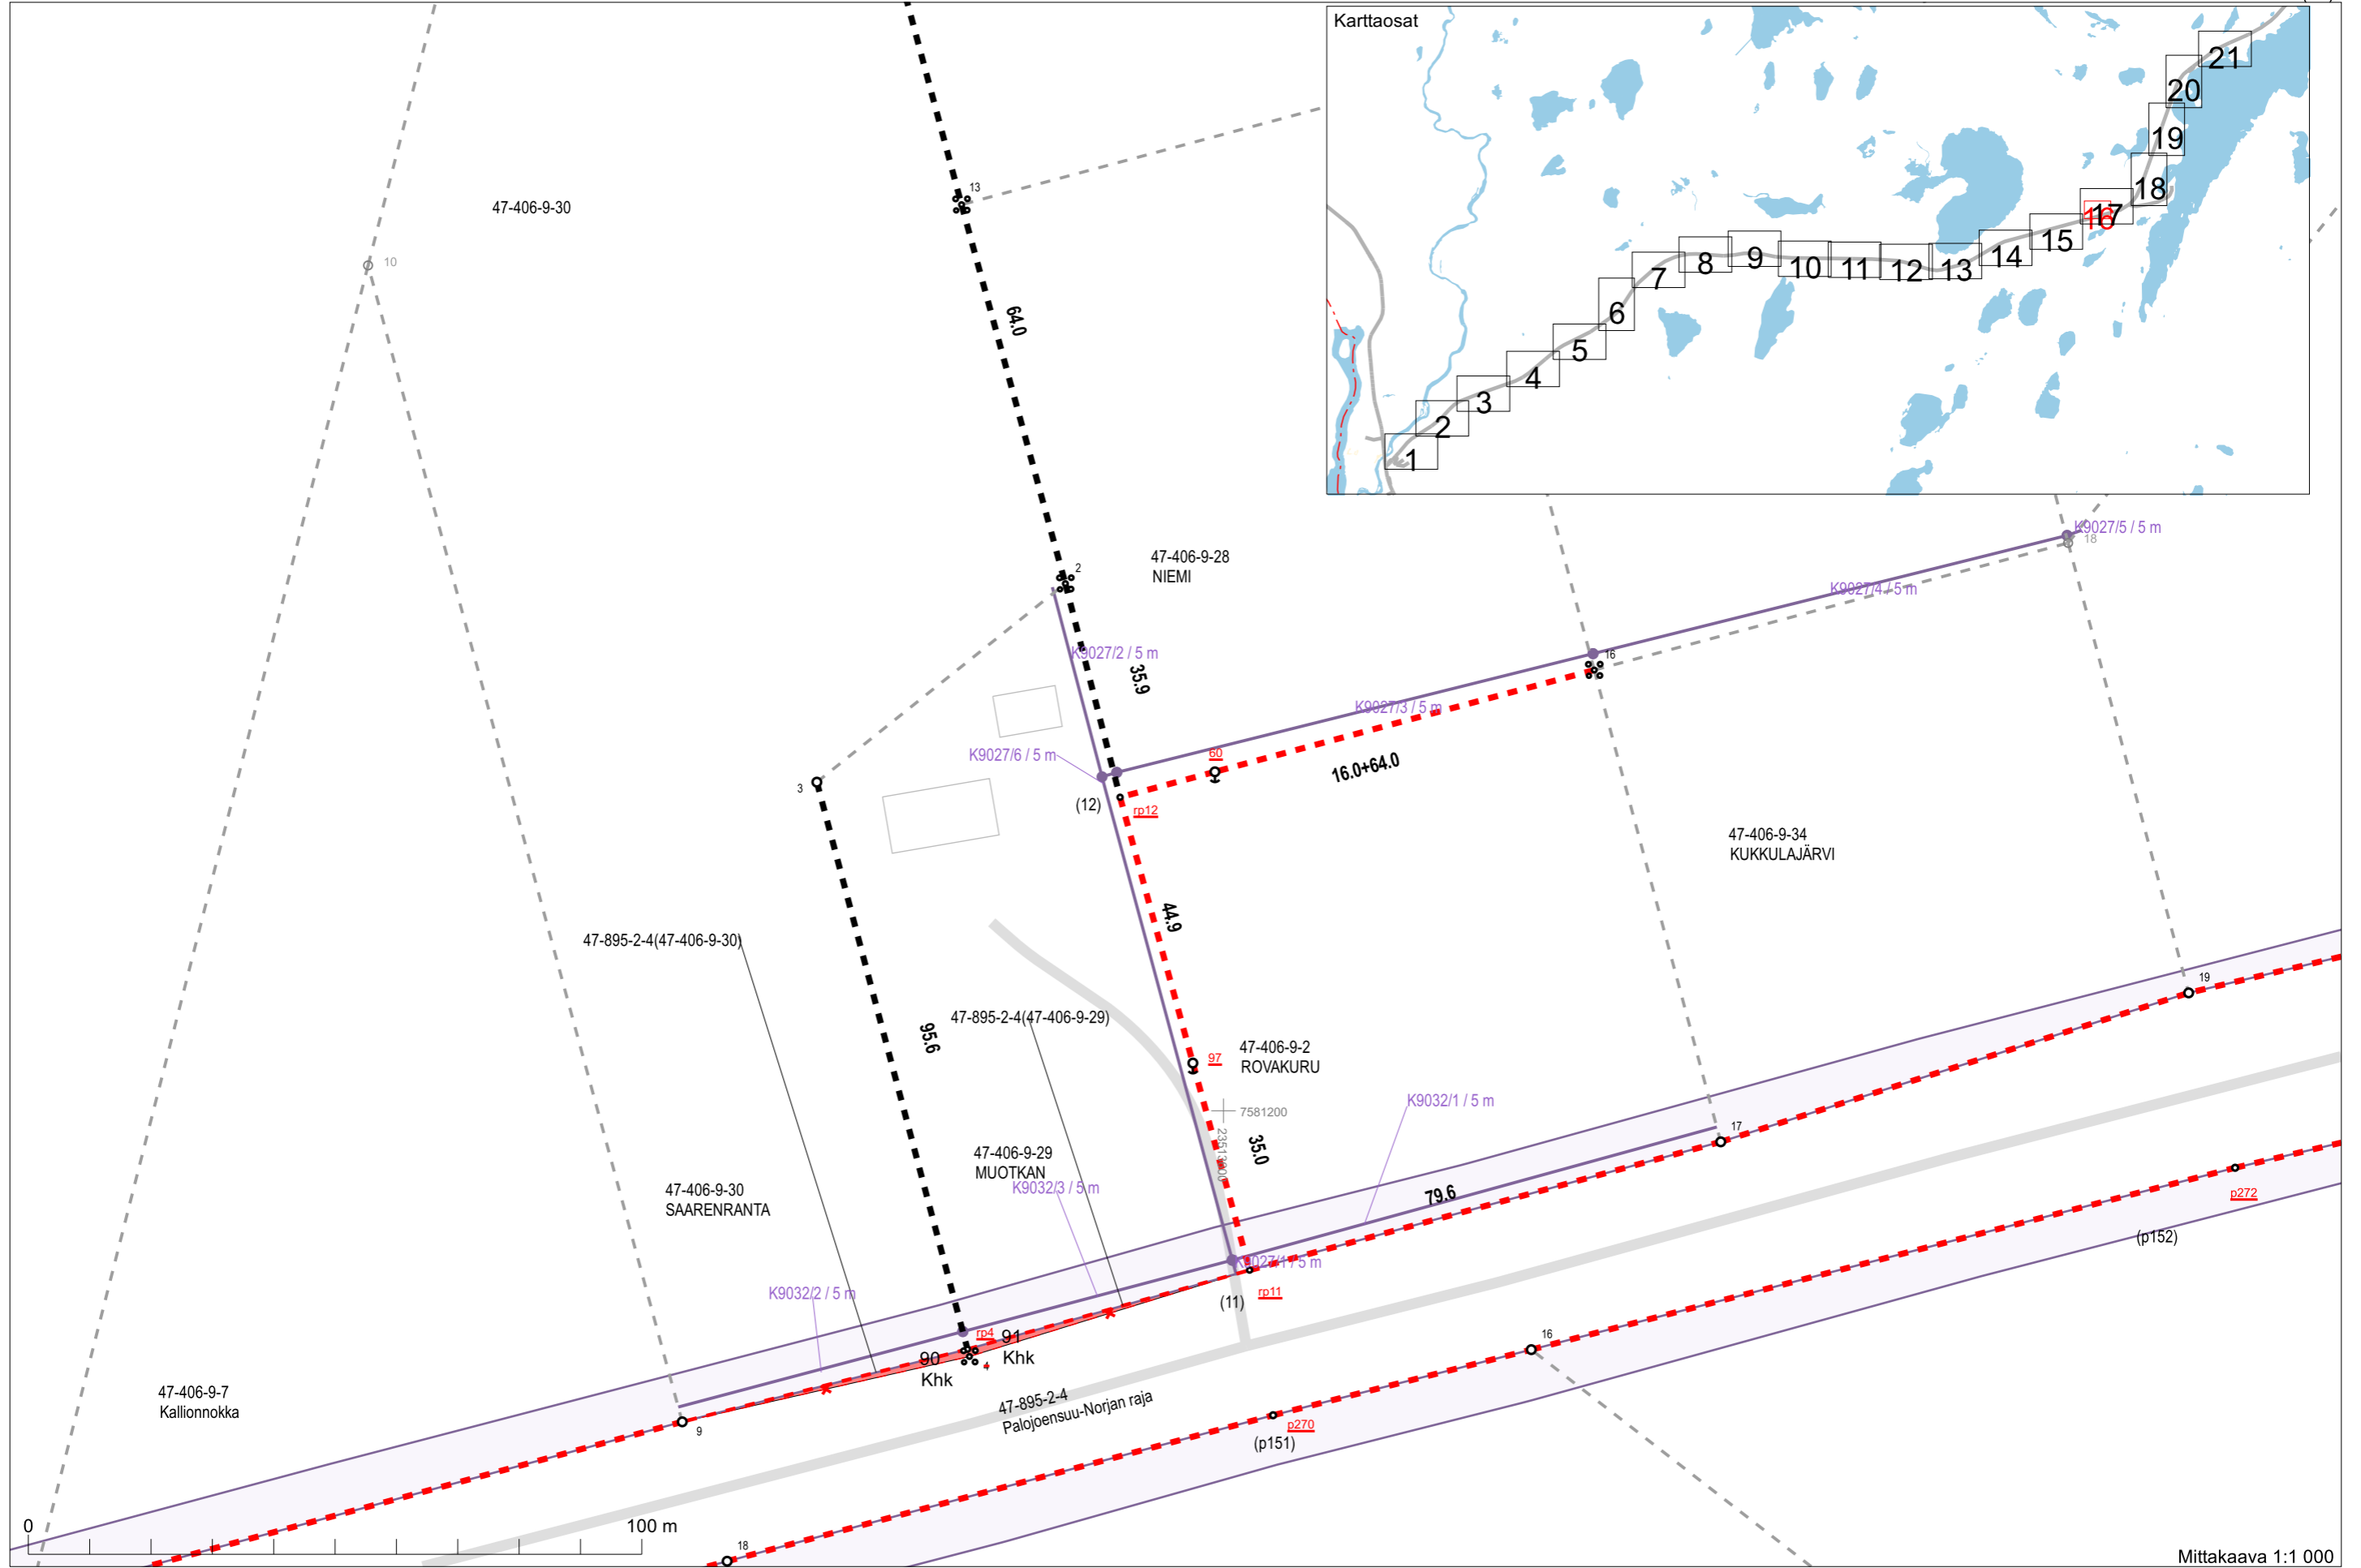 Karttaosat
21
20
19
18
17
16
15
14
13
12
11
10
9
8
7
6
5
4
3
2
1
13
47-406-9-30
10
64.0
2
47-406-9-28
NIEMI
K9027/5 / 5 m
18
K9027/4 / 5 m
K9027/2 / 5 m
35.9
16
K9027/3 / 5 m
K9027/6 / 5 m
60
16.0+64.0
3
(12)
rp12
47-406-9-34
KUKKULAJÄRVI
44.9
47-895-2-4(47-406-9-30)
19
95.6
47-895-2-4(47-406-9-29)
97
47-406-9-2
ROVAKURU
7581200
23513000
35.0
K9032/1 / 5 m
17
47-406-9-29
MUOTKAN
K9032/3 / 5 m
47-406-9-30
SAARENRANTA
79.6
p272
(p152)
K9027/1 / 5 m
rp11
(11)
K9032/2 / 5 m
rp4
91
Khk
90
Khk
4
16
47-406-9-7
Kallionnokka
9
47-895-2-4
Palojoensuu-Norjan raja
p270
(p151)
0
100 m
18
Mittakaava 1:1 000